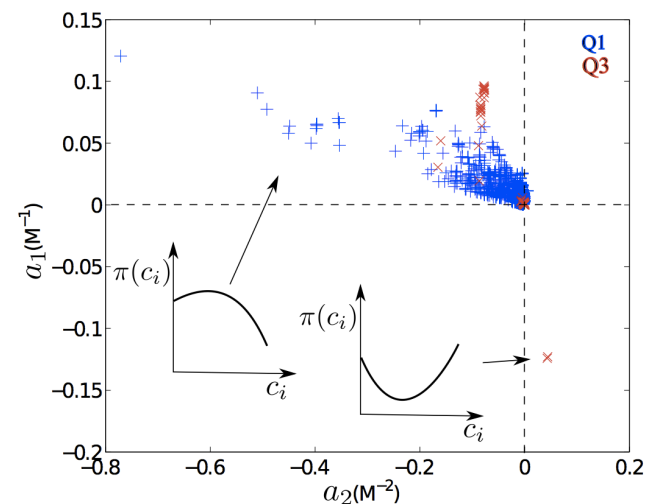 0.15
0.1
0.05
0
−0.05
−0.1
−0.15
−0.2
a₁(M⁻¹)
Q1
Q3
π(cᵢ)
cᵢ
π(cᵢ)
cᵢ
−0.8 −0.6 −0.4 −0.2 0 0.2
a₂(M⁻²)